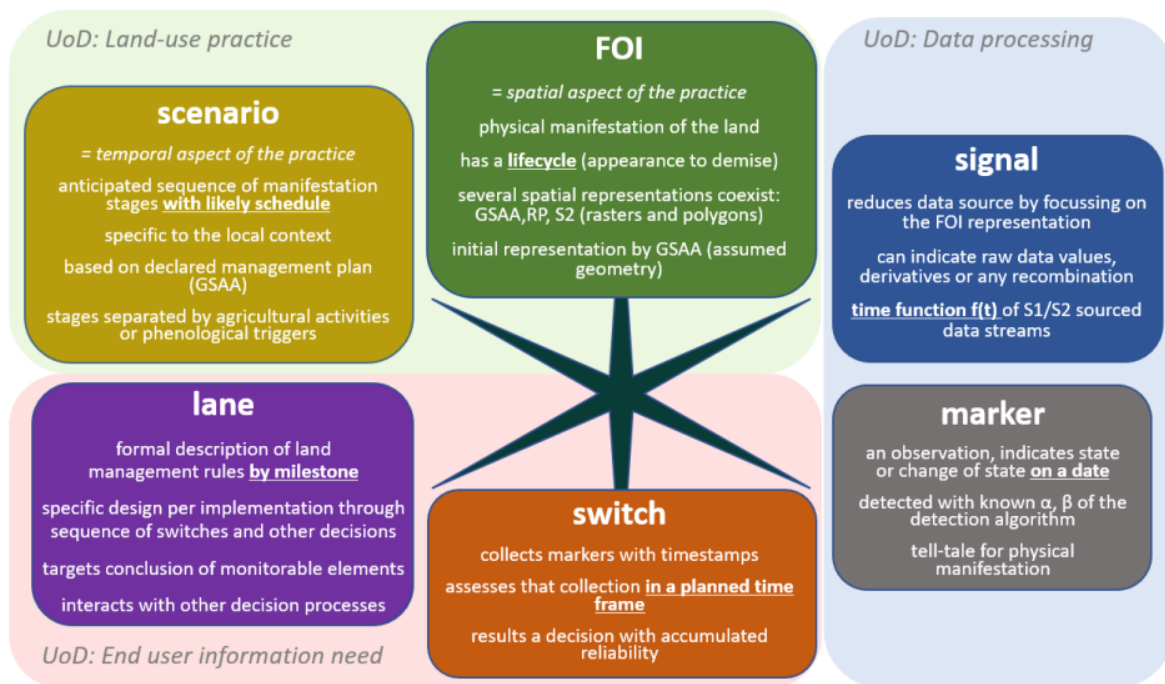 UoD: Land-use practice
scenario
= temporal aspect of the practice
anticipated sequence of manifestation
stages with likely schedule
specific to the local context
based on declared management plan
(GSAA)
stages separated by agricultural activities
or phenological triggers
FOI
= spatial aspect of the practice
physical manifestation of the land
has a lifecycle (appearance to demise)
several spatial representations coexist:
GSAA,RP, S2 (rasters and polygons)
initial representation by GSAA (assumed
geometry)
UoD: Data processing
signal
reduces data source by focussing on
the FOI representation
can indicate raw data values,
derivatives or any recombination
time function f(t) of S1/S2 sourced
data streams
marker
an observation, indicates state
or change of state on a date
detected with known α, β of the
detection algorithm
tell-tale for physical
manifestation
lane
formal description of land
management rules by milestone
specific design per implementation through
sequence of switches and other decisions
targets conclusion of monitorable elements
interacts with other decision processes
UoD: End user information need
switch
collects markers with timestamps
assesses that collection in a planned time
frame
results a decision with accumulated
reliability